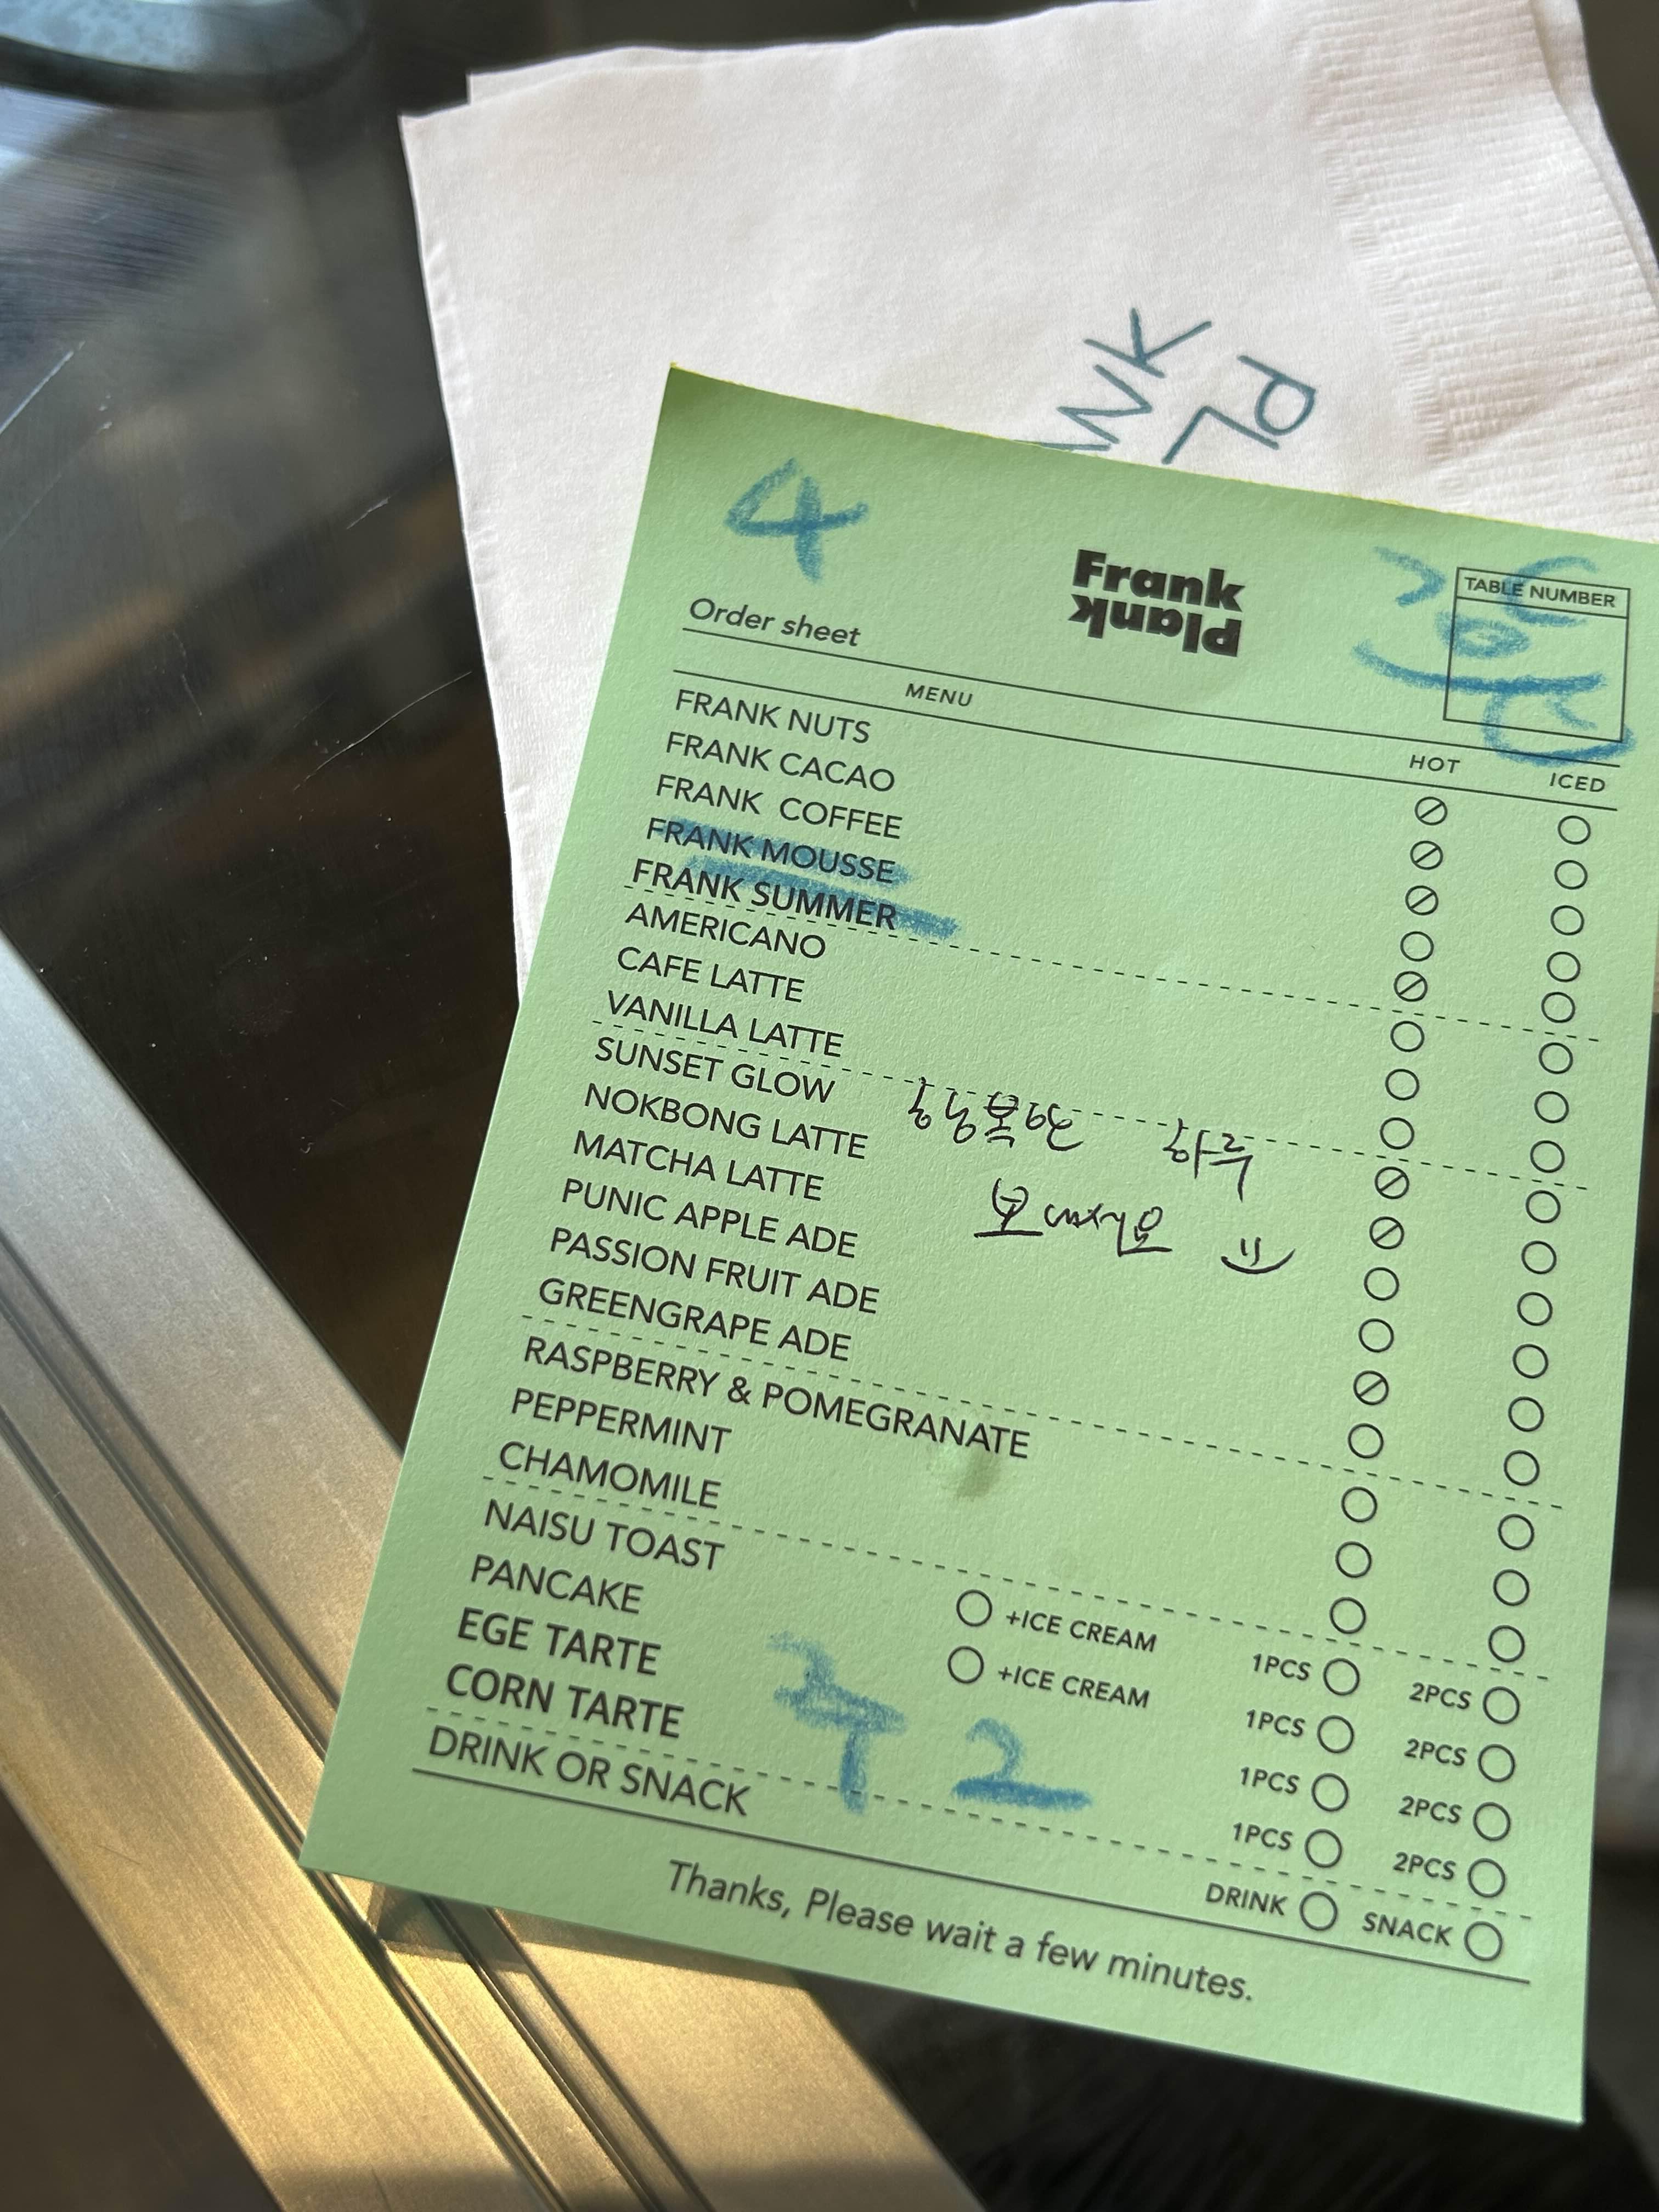 NK
PL
4
Frank
plank
TABLE NUMBER
Order sheet
MENU
HOT ICED
FRANK NUTS
FRANK CACAO
FRANK COFFEE
FRANK MOUSSE
FRANK SUMMER
AMERICANO
CAFE LATTE
VANILLA LATTE
SUNSET GLOW
행복한 하루
NOKBONG LATTE
보내세요 :)
MATCHA LATTE
PUNIC APPLE ADE
PASSION FRUIT ADE
GREENGRAPE ADE
RASPBERRY & POMEGRANATE
PEPPERMINT
CHAMOMILE
NAISU TOAST +ICE CREAM 1PCS 2PCS
PANCAKE +ICE CREAM 1PCS 2PCS
EGE TARTE 1PCS 2PCS
CORN TARTE 1PCS 2PCS
2
DRINK OR SNACK DRINK SNACK
Thanks, Please wait a few minutes.